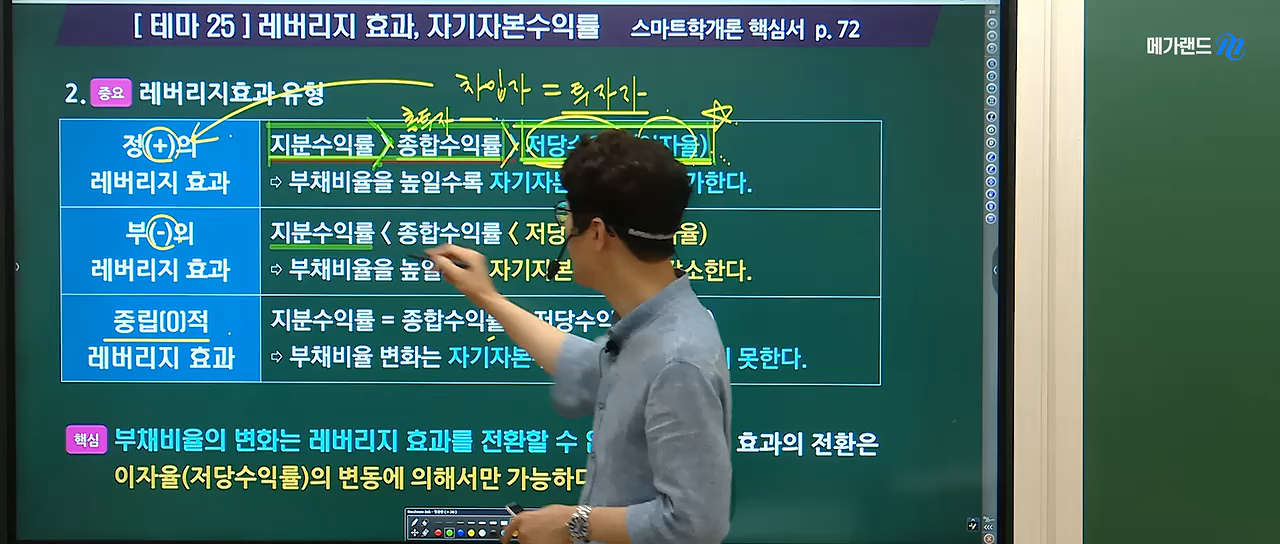 [ 테마 25 ] 레버리지 효과, 자기자본수익률 스마트학개론 핵심서 p. 72
메가랜드
2. 중요 레버리지효과 유형
차입자 = 투자자
총투자
정(+)의
레버리지 효과
지분수익률 > 종합수익률 > 저당수 자율)
⇨ 부채비율을 높일수록 자기자본 가한다.
부(-)의
레버리지 효과
지분수익률 < 종합수익률 < 저당 율)
⇨ 부채비율을 높일 자기자본 소한다.
중립(0)적
레버리지 효과
지분수익률 = 종합수익률 저당수익
⇨ 부채비율 변화는 자기자본 못한다.
핵심 부채비율의 변화는 레버리지 효과를 전환할 수 효과의 전환은
이자율(저당수익률)의 변동에 의해서만 가능하다